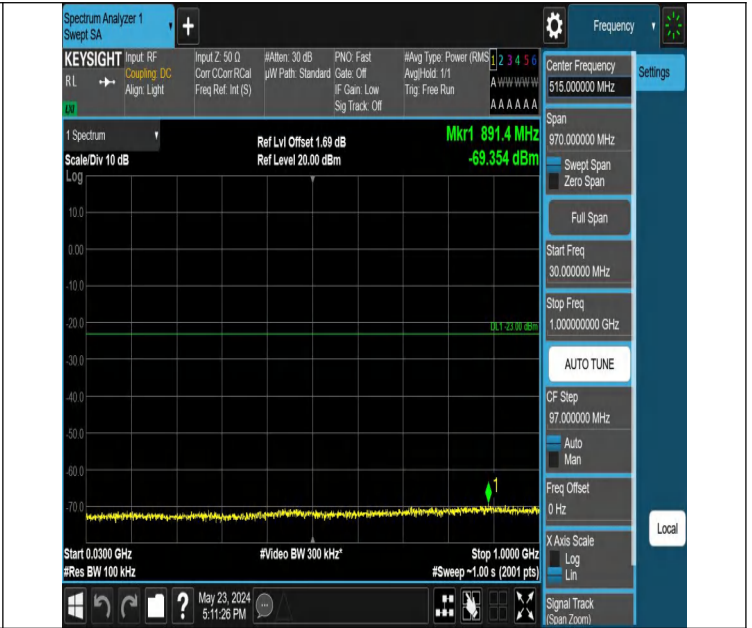 Spectrum Analyzer 1
Swept SA
+
Frequency
KEYSIGHT
RL
Input: RF
Coupling: DC
Align: Light
Input Z: 50 Ω
Corr CCorr RCal
Freq Ref: Int (S)
#Atten: 30 dB
µW Path: Standard
PNO: Fast
Gate: Off
IF Gain: Low
Sig Track: Off
#Avg Type: Power (RMS
Avg|Hold: 1/1
Trig: Free Run
1 2 3 4 5 6
A W W W W W
A A A A A A
1 Spectrum
Scale/Div 10 dB
Log
Ref Lvl Offset 1.69 dB
Ref Level 20.00 dBm
Mkr1 891.4 MHz
-69.354 dBm
10.0
0.00
-10.0
-20.0
DL1 -23.00 dBm
-30.0
-40.0
-50.0
-60.0
1
-70.0
Start 0.0300 GHz
#Res BW 100 kHz
#Video BW 300 kHz*
Stop 1.0000 GHz
#Sweep ~1.00 s (2001 pts)
?
May 23, 2024
5:11:26 PM
Center Frequency
515.000000 MHz
Span
970.000000 MHz
Swept Span
Zero Span
Full Span
Start Freq
30.000000 MHz
Stop Freq
1.000000000 GHz
AUTO TUNE
CF Step
97.000000 MHz
Auto
Man
Freq Offset
0 Hz
X Axis Scale
Log
Lin
Signal Track
(Span Zoom)
Settings
Local